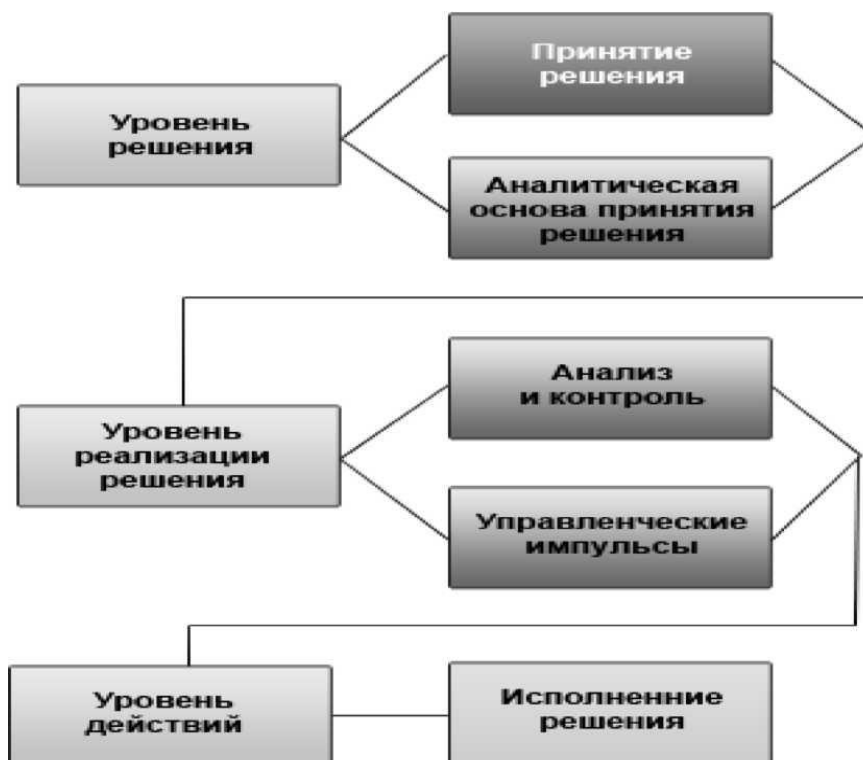 Принятие
решения
Уровень
решения
Аналитическая
основа принятия
решения
Анализ
и контроль
Уровень
реализации
решения
Управленческие
импульсы
Уровень
действий
Исполненние
решения